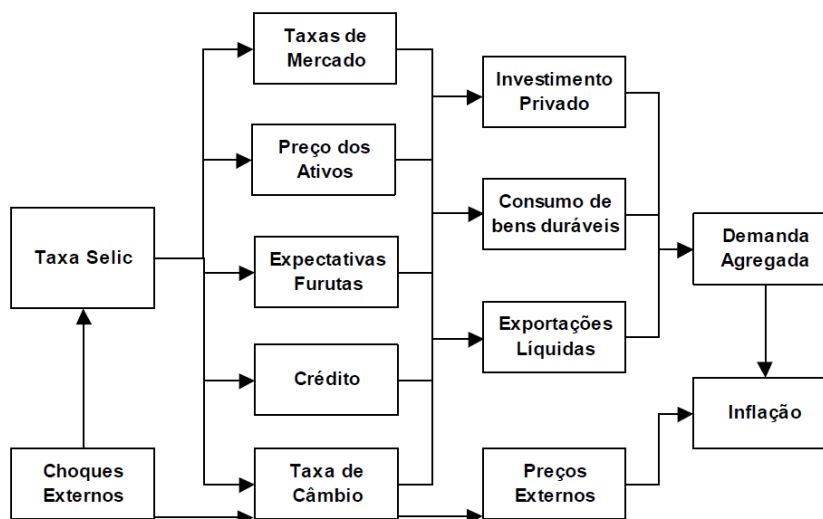 Taxas de
Mercado
Investimento
Privado
Preço dos
Ativos
Consumo de
bens duráveis
Taxa Selic
Demanda
Agregada
Expectativas
Furutas
Exportações
Líquidas
Crédito
Inflação
Choques
Externos
Taxa de
Câmbio
Preços
Externos